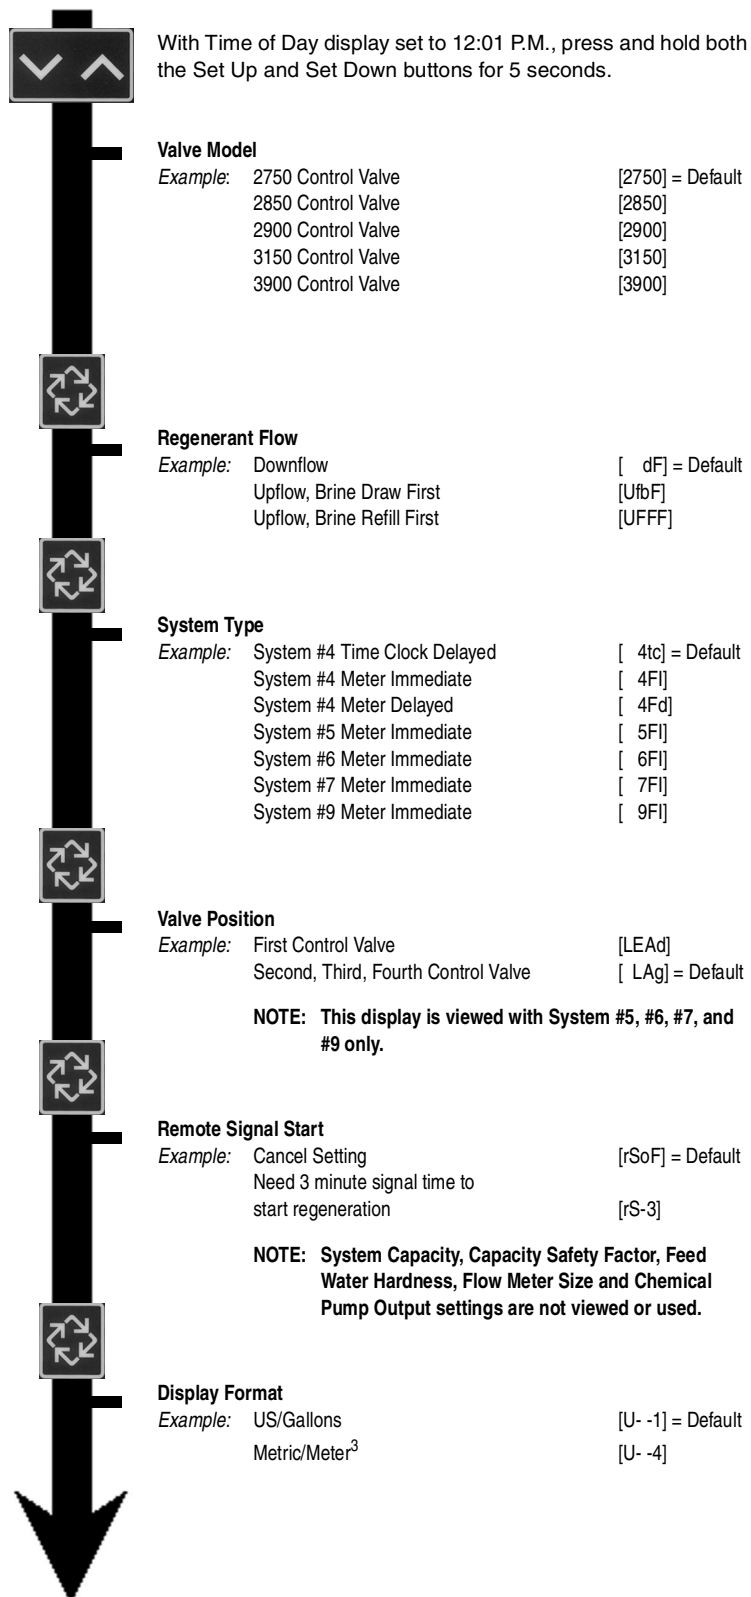 With Time of Day display set to 12:01 P.M., press and hold both
the Set Up and Set Down buttons for 5 seconds.
Valve Model
Example: 2750 Control Valve [2750] = Default
2850 Control Valve [2850]
2900 Control Valve [2900]
3150 Control Valve [3150]
3900 Control Valve [3900]
Regenerant Flow
Example: Downflow [ dF] = Default
Upflow, Brine Draw First [UfbF]
Upflow, Brine Refill First [UFFF]
System Type
Example: System #4 Time Clock Delayed [ 4tc] = Default
System #4 Meter Immediate [ 4FI]
System #4 Meter Delayed [ 4Fd]
System #5 Meter Immediate [ 5FI]
System #6 Meter Immediate [ 6FI]
System #7 Meter Immediate [ 7FI]
System #9 Meter Immediate [ 9FI]
Valve Position
Example: First Control Valve [LEAd]
Second, Third, Fourth Control Valve [ LAg] = Default
NOTE: This display is viewed with System #5, #6, #7, and
#9 only.
Remote Signal Start
Example: Cancel Setting [rSoF] = Default
Need 3 minute signal time to
start regeneration [rS-3]
NOTE: System Capacity, Capacity Safety Factor, Feed
Water Hardness, Flow Meter Size and Chemical
Pump Output settings are not viewed or used.
Display Format
Example: US/Gallons [U- -1] = Default
Metric/Meter³ [U- -4]